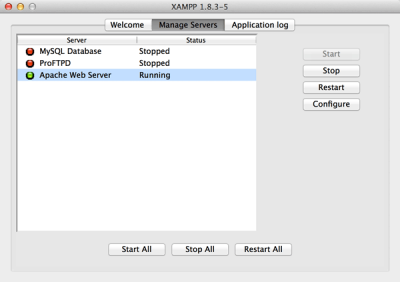 XAMPP 1.8.3-5
Welcome Manage Servers Application log
Server Status
MySQL Database Stopped
ProFTPD Stopped
Apache Web Server Running
Start
Stop
Restart
Configure
Start All Stop All Restart All